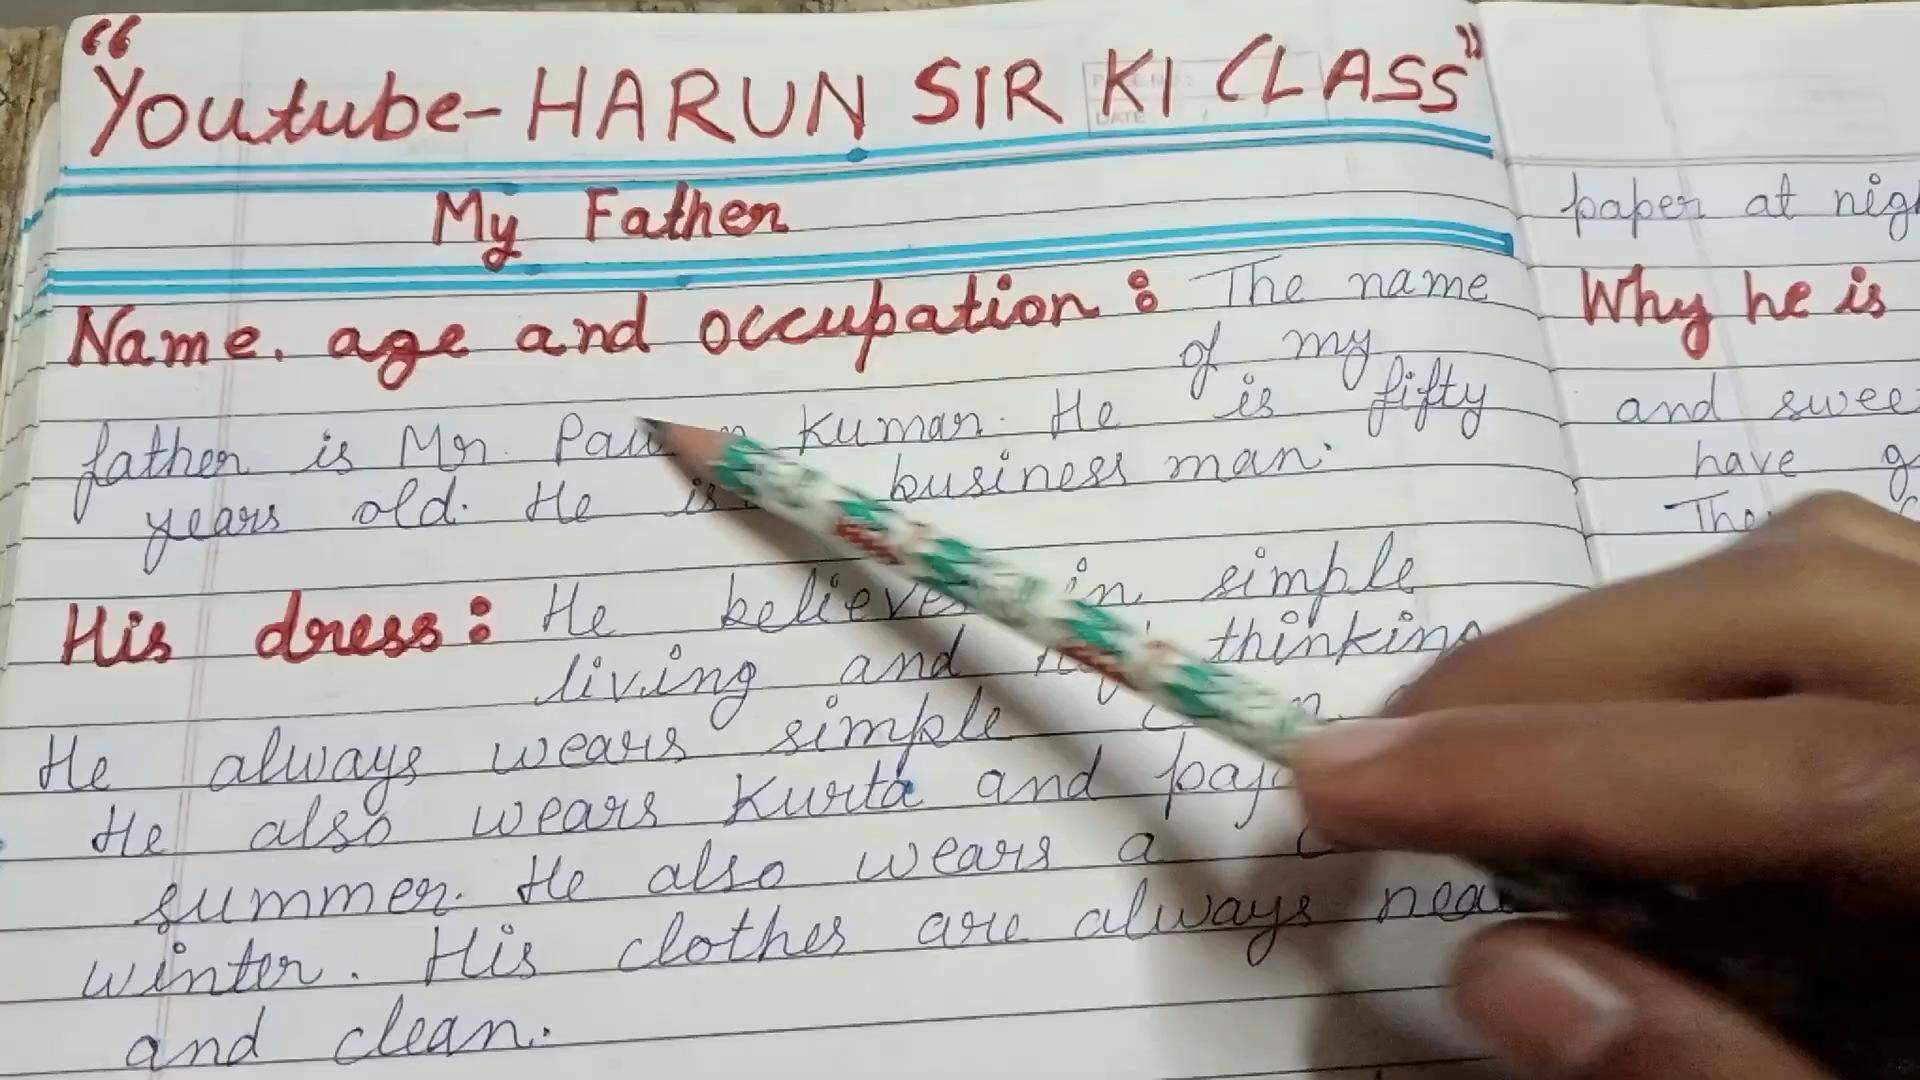 "Youtube- HARUN SIR KI CLASS"
My Father
Name. age and occupation : The name
of my
father is Mr. Kumar. He is fifty
years old. He is business man.
His dress : He believes in simple
living and thinking
He always wears simple
He also wears Kurta and
summer. He also wears a
winter. His clothes are always
and clean.
paper at
Why he is
and
have